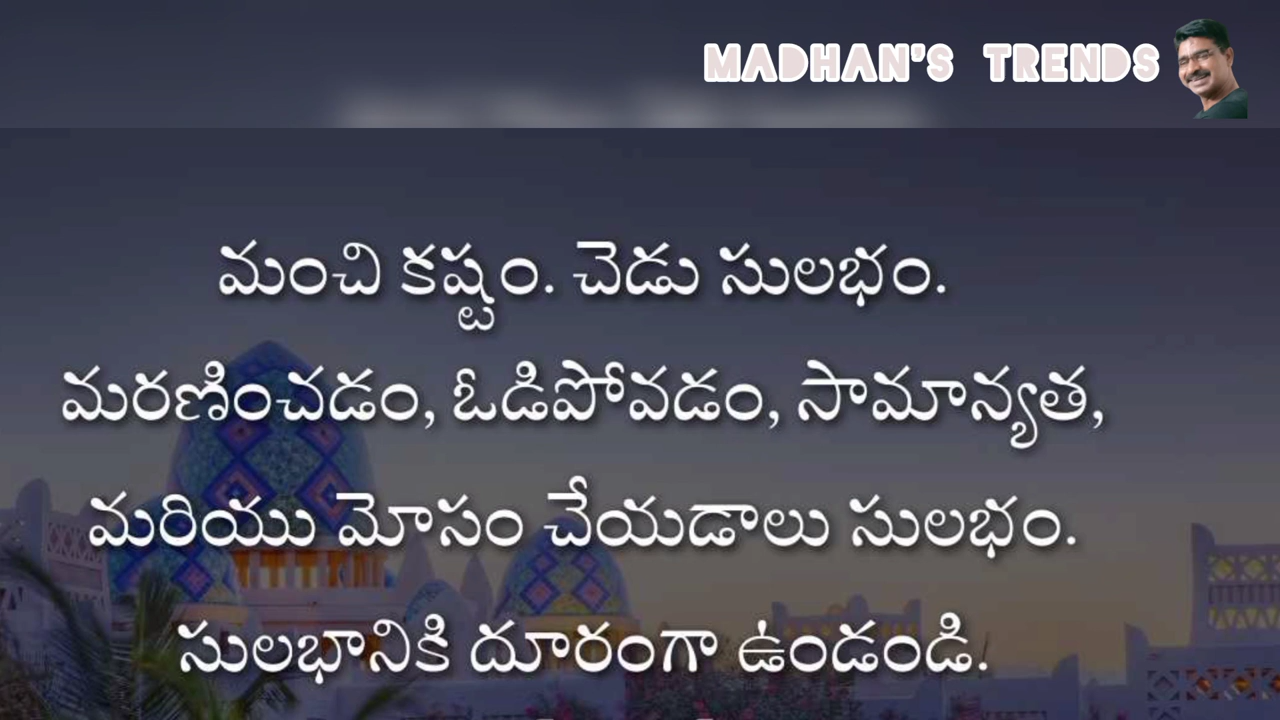 MADHAN'S TRENDS
మంచి కష్టం. చెడు సులభం.
మరణించడం, ఓడిపోవడం, సామాన్యత,
మరియు మోసం చేయడాలు సులభం.
సులభానికి దూరంగా ఉండండి.